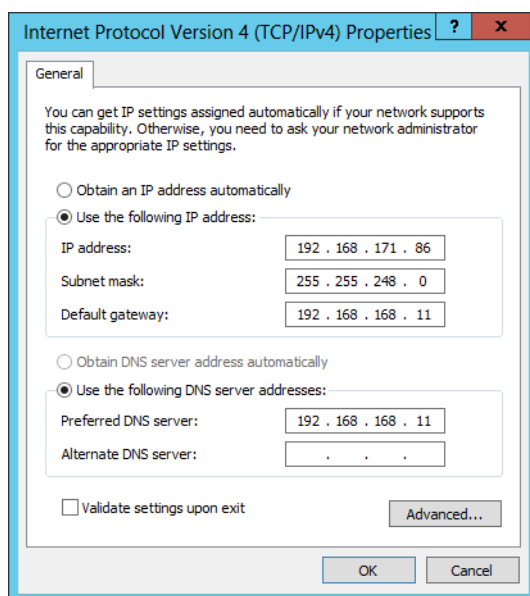 Internet Protocol Version 4 (TCP/IPv4) Properties ? x
General
You can get IP settings assigned automatically if your network supports
this capability. Otherwise, you need to ask your network administrator
for the appropriate IP settings.
Obtain an IP address automatically
Use the following IP address:
IP address: 192 . 168 . 171 . 86
Subnet mask: 255 . 255 . 248 . 0
Default gateway: 192 . 168 . 168 . 11
Obtain DNS server address automatically
Use the following DNS server addresses:
Preferred DNS server: 192 . 168 . 168 . 11
Alternate DNS server: . . .
Validate settings upon exit
Advanced...
OK Cancel